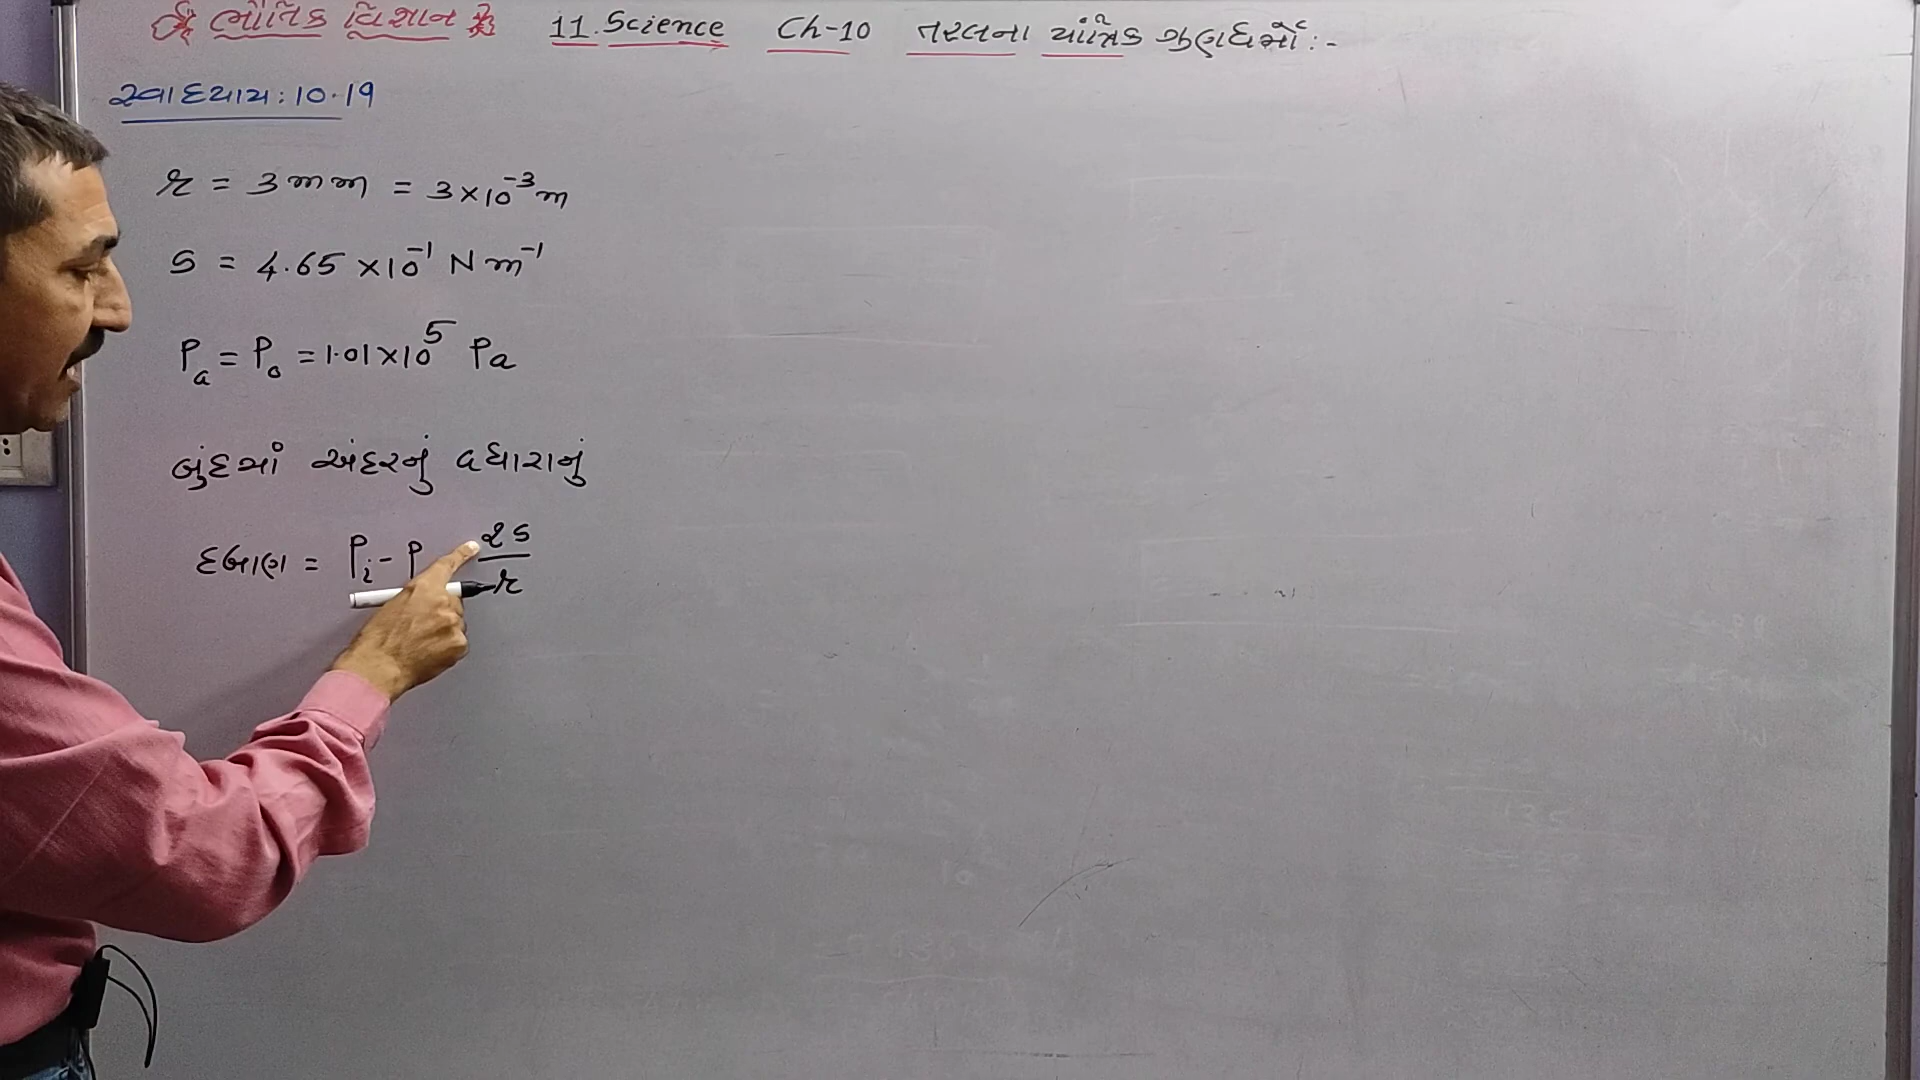 ભૌતિક વિજ્ઞાન 11. Science Ch-10 તરલના યાંત્રિક ગુણધર્મો :-
સ્વાધ્યાય : 10.19
r = 3 mm = 3×10⁻³ m
S = 4.65 ×10⁻¹ N m⁻¹
Pₐ = P₀ = 1.01×10⁵ Pa
બુંદમાં અંદરનું વધારાનું
દબાણ = Pᵢ - P 2S/r